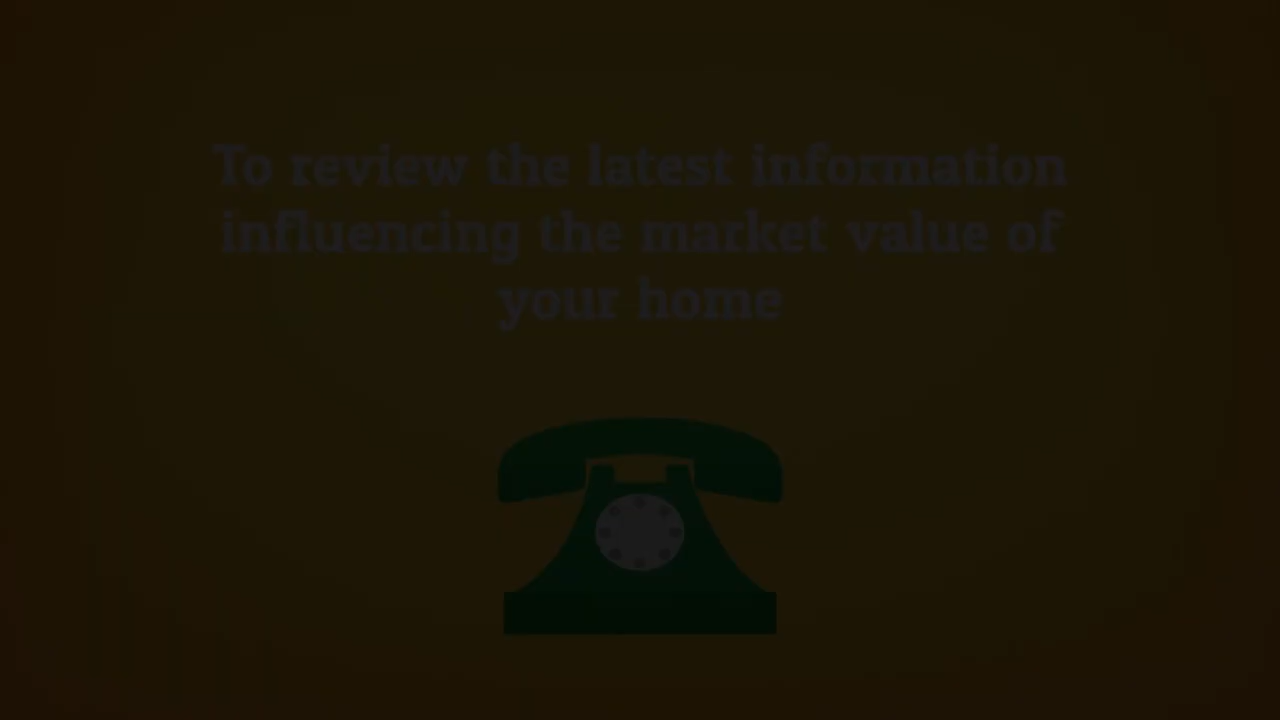 To review the latest information
influencing the market value of
your home